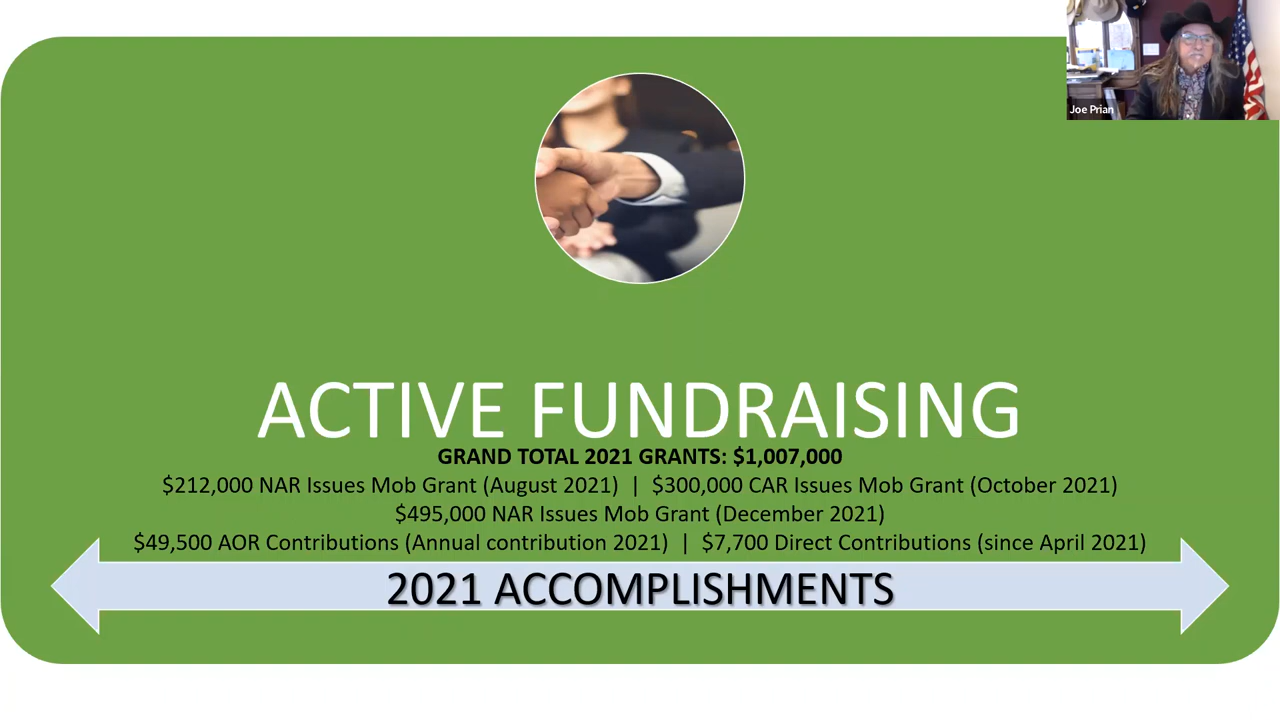 Joe Prian
ACTIVE FUNDRAISING
GRAND TOTAL 2021 GRANTS: $1,007,000
$212,000 NAR Issues Mob Grant (August 2021) | $300,000 CAR Issues Mob Grant (October 2021)
$495,000 NAR Issues Mob Grant (December 2021)
$49,500 AOR Contributions (Annual contribution 2021) | $7,700 Direct Contributions (since April 2021)
2021 ACCOMPLISHMENTS